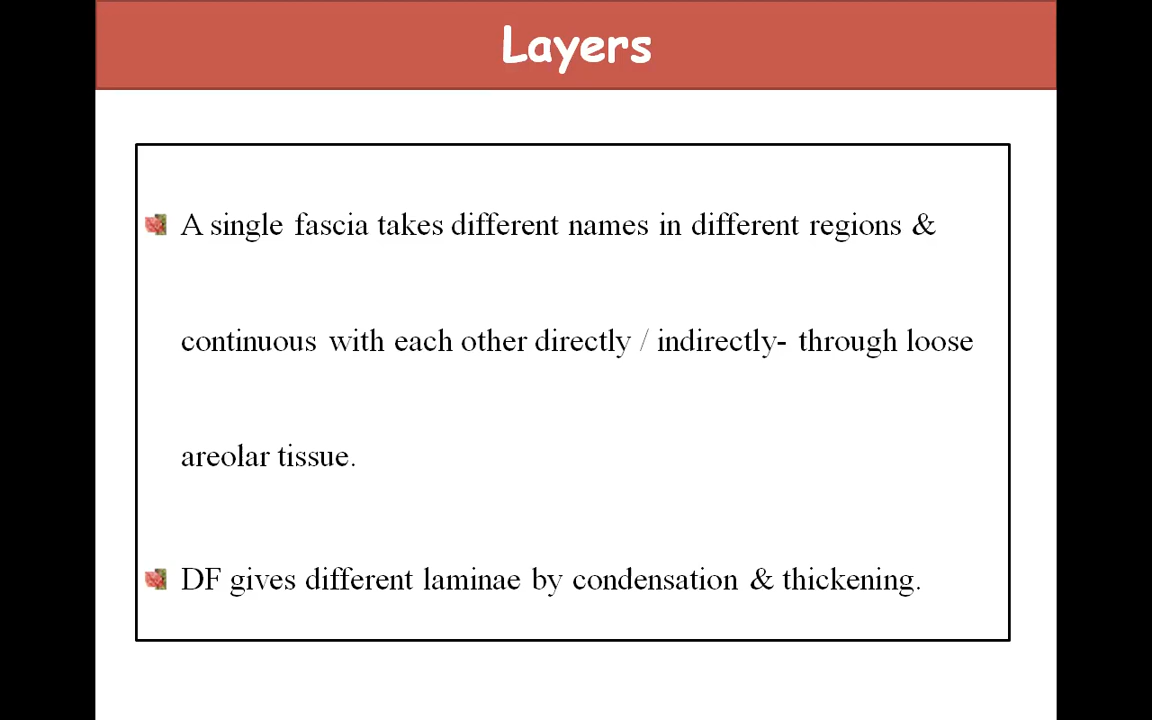 Layers
A single fascia takes different names in different regions &
continuous with each other directly / indirectly- through loose
areolar tissue.
DF gives different laminae by condensation & thickening.